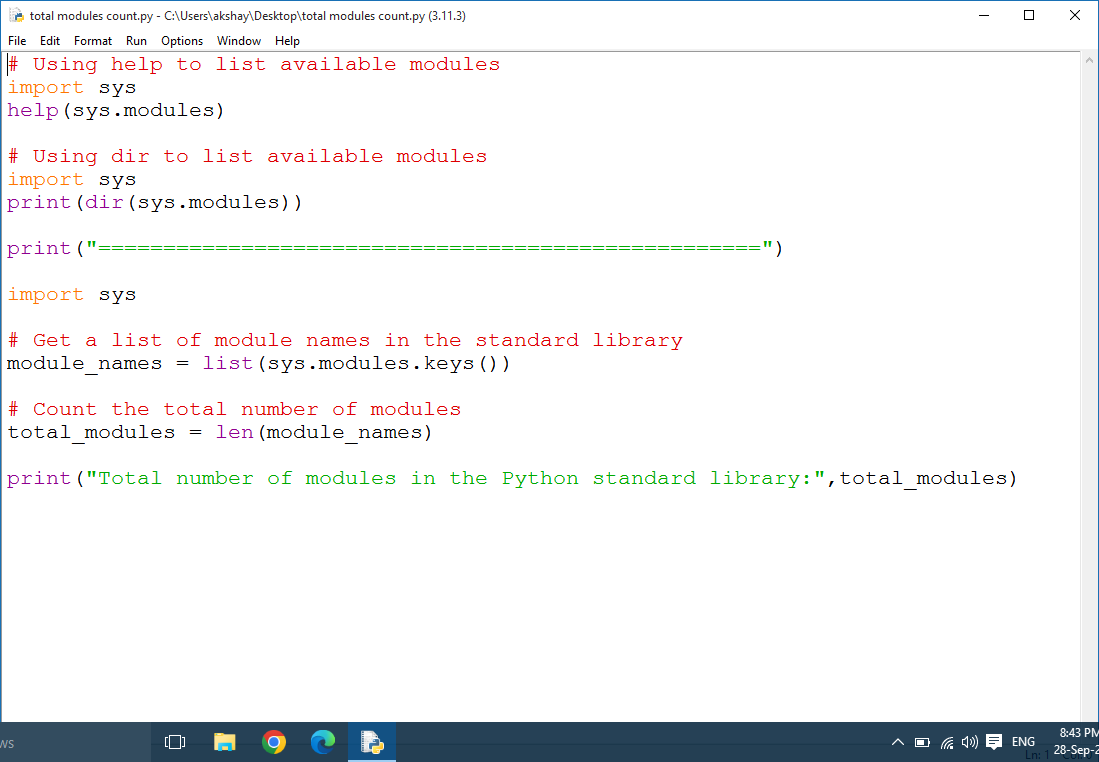 total modules count.py - C:\Users\akshay\Desktop\total modules count.py (3.11.3)
File Edit Format Run Options Window Help
# Using help to list available modules
import sys
help(sys.modules)
# Using dir to list available modules
import sys
print(dir(sys.modules))
print("===================================================")
import sys
# Get a list of module names in the standard library
module_names = list(sys.modules.keys())
# Count the total number of modules
total_modules = len(module_names)
print("Total number of modules in the Python standard library:",total_modules)
ws
ENG
8:43 PM
28-Sep-2
Ln: 1